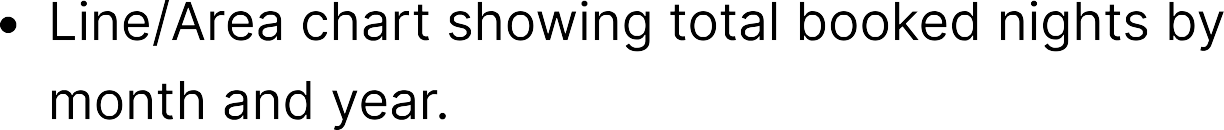 • Line/Area chart showing total booked nights by
month and year.